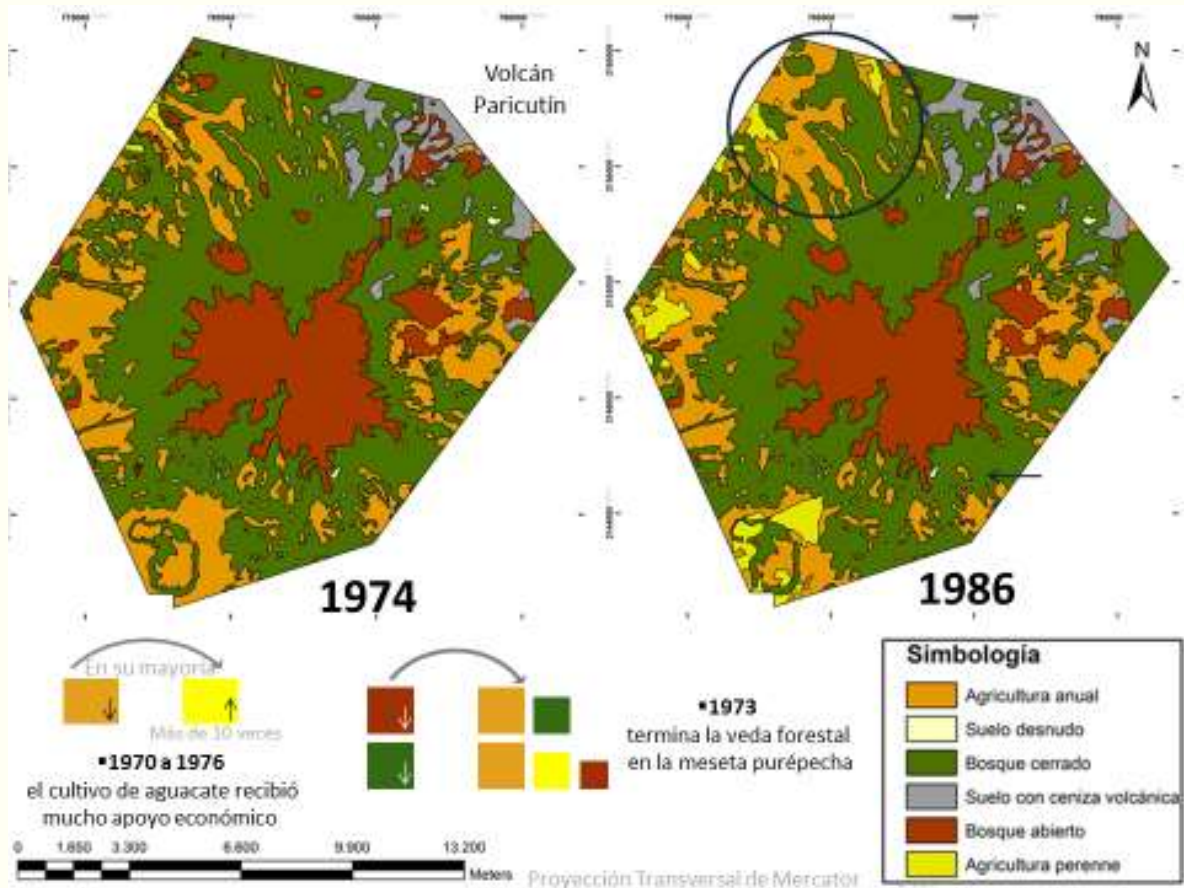 Volcán
Paricutín
N
1974
1986
En su mayoría
Más de 10 veces
▪1970 a 1976
el cultivo de aguacate recibió
mucho apoyo económico
▪1973
termina la veda forestal
en la meseta purépecha
Simbología
Agricultura anual
Suelo desnudo
Bosque cerrado
Suelo con ceniza volcánica
Bosque abierto
Agricultura perenne
0 1.650 3.300 6.600 9.900 13.200
Meters
Proyección Transversal de Mercator